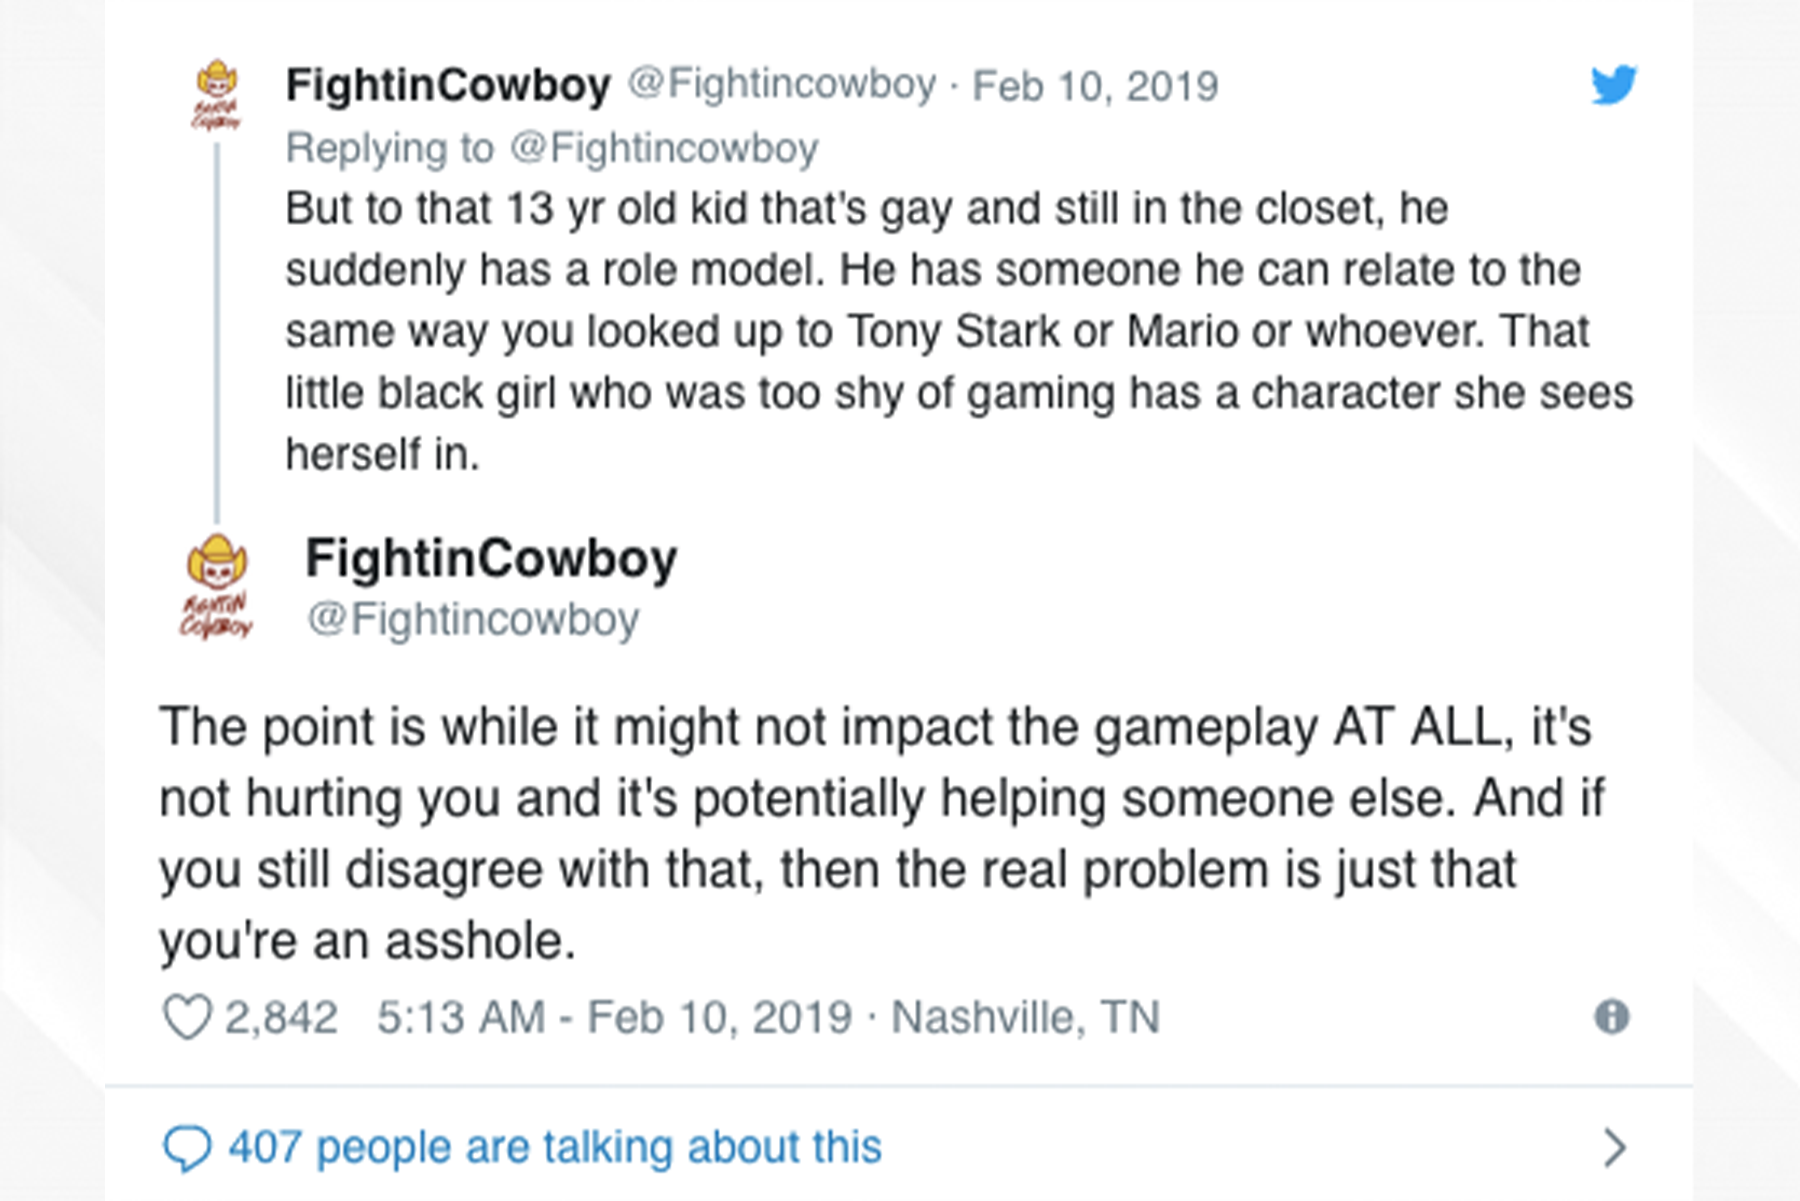 FightinCowboy @Fightincowboy · Feb 10, 2019
Replying to @Fightincowboy
But to that 13 yr old kid that's gay and still in the closet, he
suddenly has a role model. He has someone he can relate to the
same way you looked up to Tony Stark or Mario or whoever. That
little black girl who was too shy of gaming has a character she sees
herself in.
FightinCowboy
@Fightincowboy
FIGHTIN
COWBOY
The point is while it might not impact the gameplay AT ALL, it's
not hurting you and it's potentially helping someone else. And if
you still disagree with that, then the real problem is just that
you're an asshole.
2,842 5:13 AM - Feb 10, 2019 · Nashville, TN
407 people are talking about this